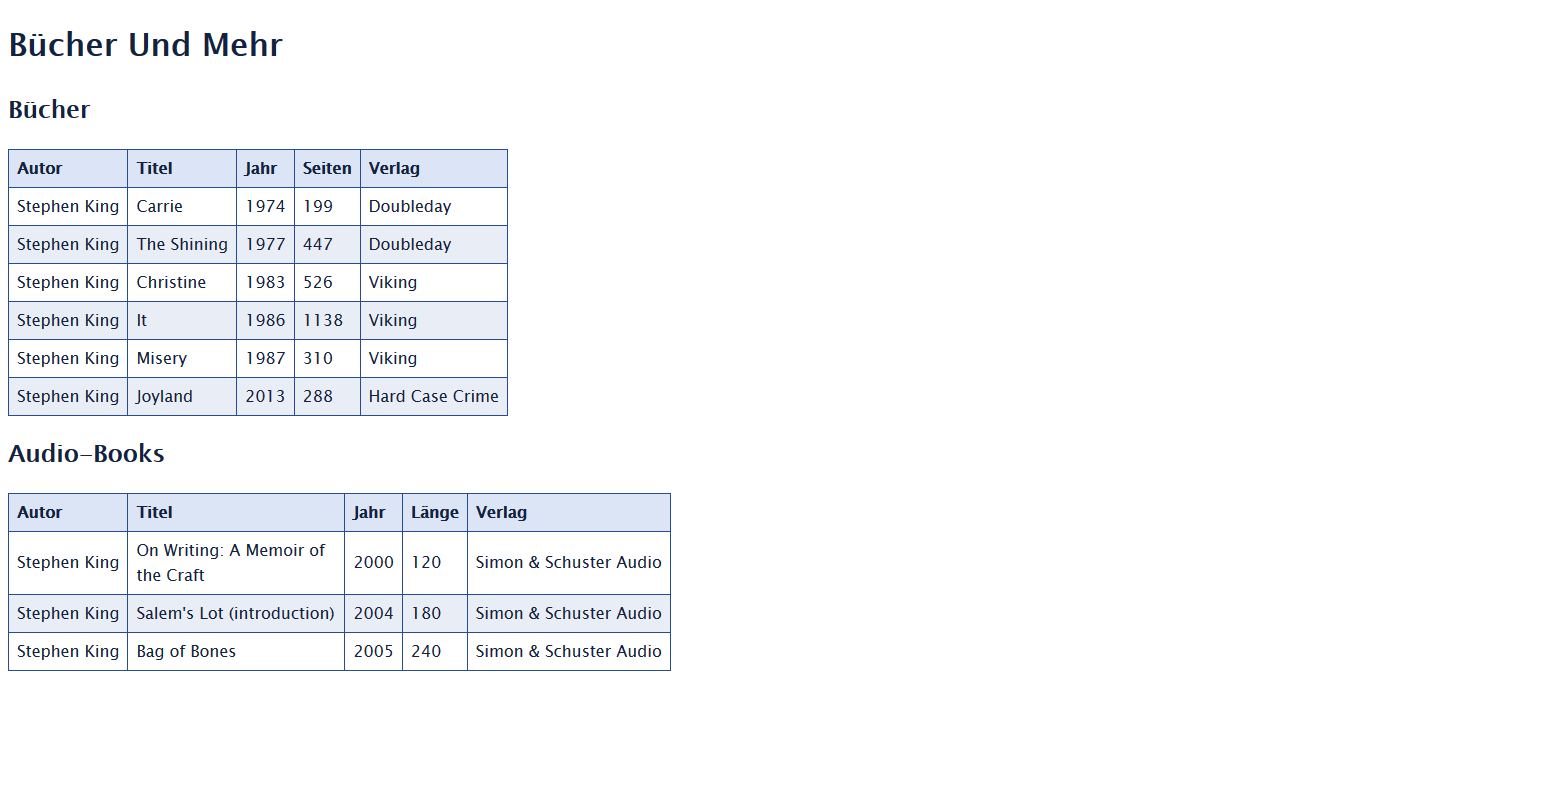 Bücher Und Mehr
Bücher
Autor Titel Jahr Seiten Verlag
Stephen King Carrie 1974 199 Doubleday
Stephen King The Shining 1977 447 Doubleday
Stephen King Christine 1983 526 Viking
Stephen King It 1986 1138 Viking
Stephen King Misery 1987 310 Viking
Stephen King Joyland 2013 288 Hard Case Crime
Audio-Books
Autor Titel Jahr Länge Verlag
Stephen King On Writing: A Memoir of
the Craft 2000 120 Simon & Schuster Audio
Stephen King Salem's Lot (introduction) 2004 180 Simon & Schuster Audio
Stephen King Bag of Bones 2005 240 Simon & Schuster Audio